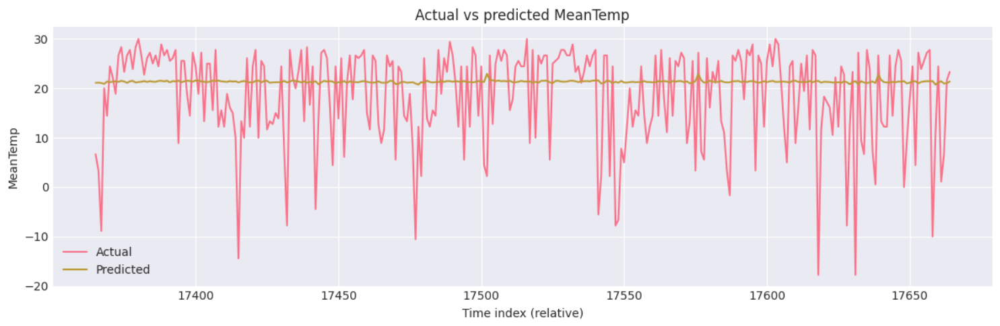 Actual vs predicted MeanTemp
MeanTemp
30
20
10
0
−10
−20
Actual
Predicted
17400 17450 17500 17550 17600 17650
Time index (relative)